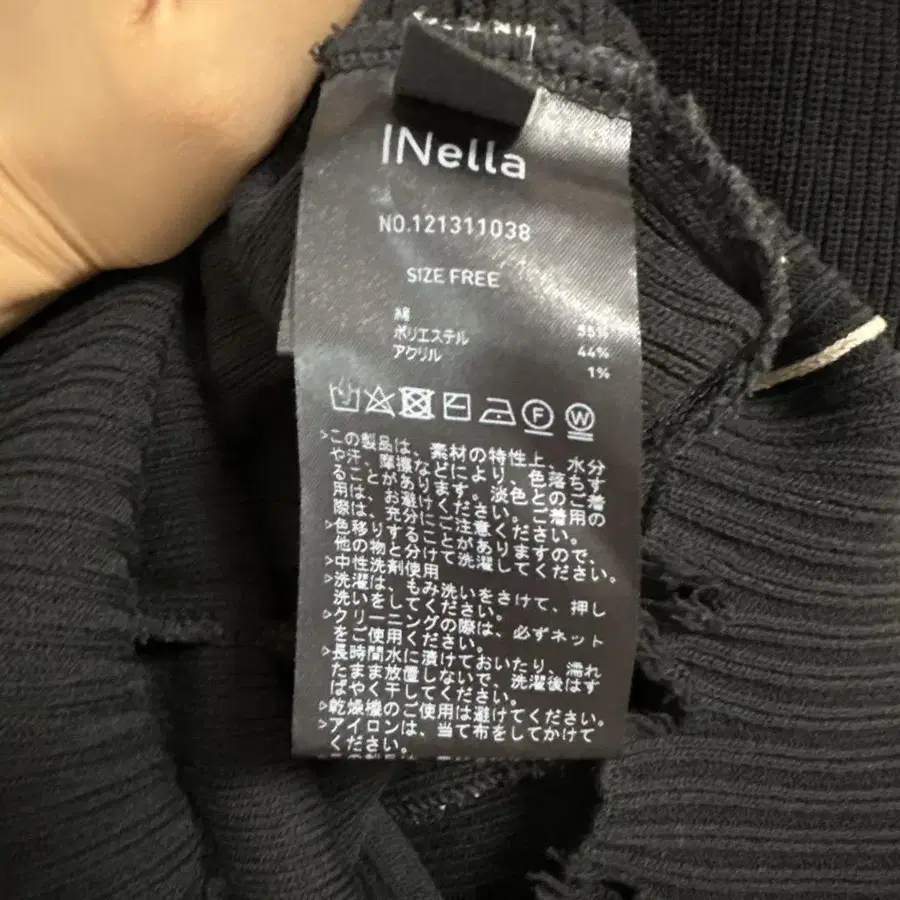 INella
NO.121311038
SIZE FREE
綿 55%
ポリエステル 44%
アクリル 1%
F W
>この製品は、素材の特性上、水分
や汗、摩擦などにより、色落ちす
ることがあります。淡色とのご着
用は、お避けください。ご着用の
際は、充分にご注意ください。
>色移りすることがありますので、
他の物と分けて洗濯してください。
>中性洗剤使用
>洗濯は、もみ洗いをさけて、押し
洗いをしてください。
>クリーニングの際は、必ずネット
をご使用ください。
>長時間水に漬けておいたり、濡れ
たまま放置しないで、洗濯後はす
ばやく干してください。
>乾燥機のご使用は避けてください。
>アイロンは、当て布をしてかけて
ください。